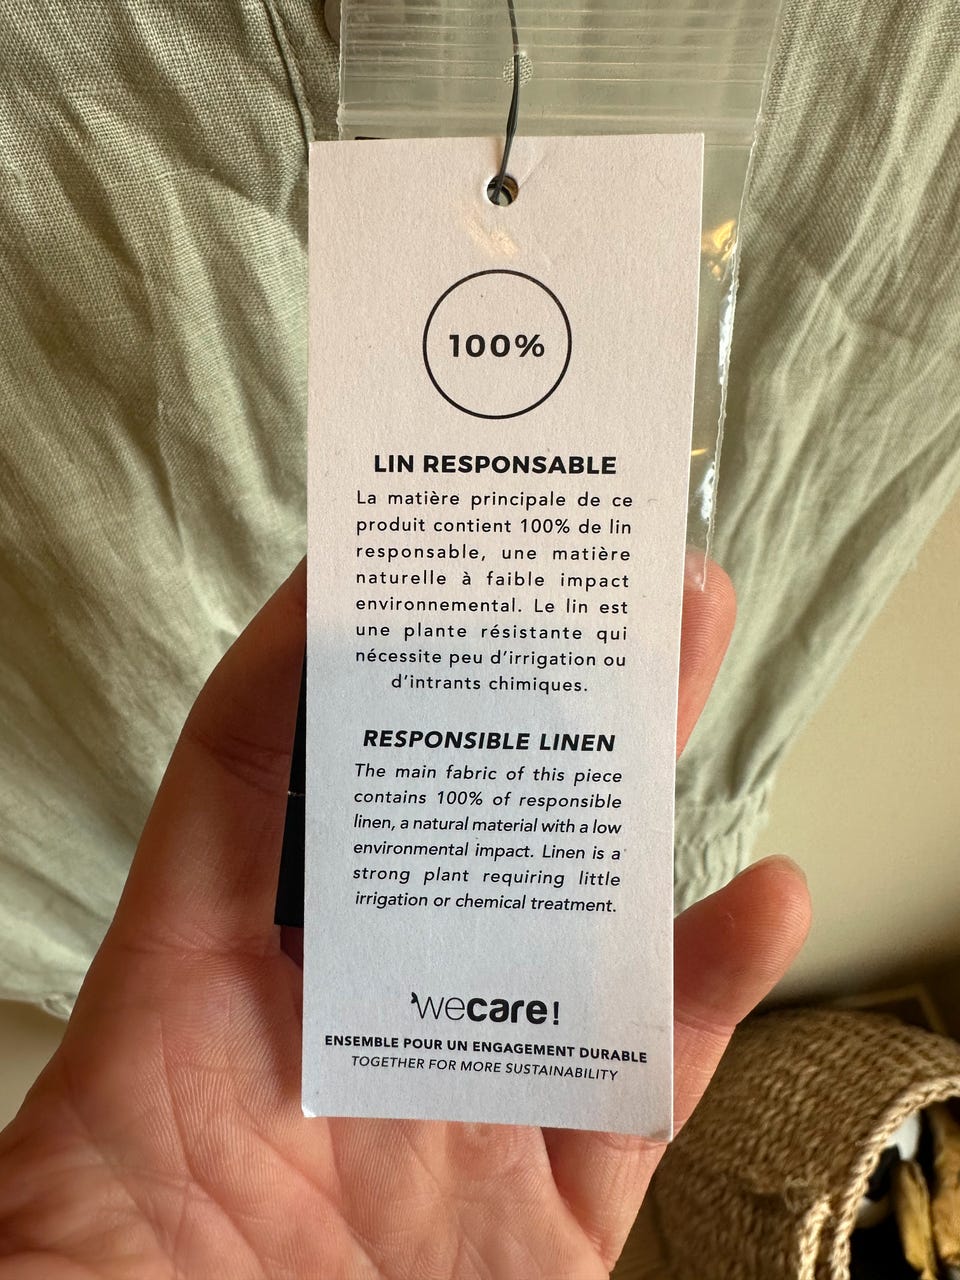 100%
LIN RESPONSABLE
La matière principale de ce
produit contient 100% de lin
responsable, une matière
naturelle à faible impact
environnemental. Le lin est
une plante résistante qui
nécessite peu d'irrigation ou
d'intrants chimiques.
RESPONSIBLE LINEN
The main fabric of this piece
contains 100% of responsible
linen, a natural material with a low
environmental impact. Linen is a
strong plant requiring little
irrigation or chemical treatment.
wecare!
ENSEMBLE POUR UN ENGAGEMENT DURABLE
TOGETHER FOR MORE SUSTAINABILITY